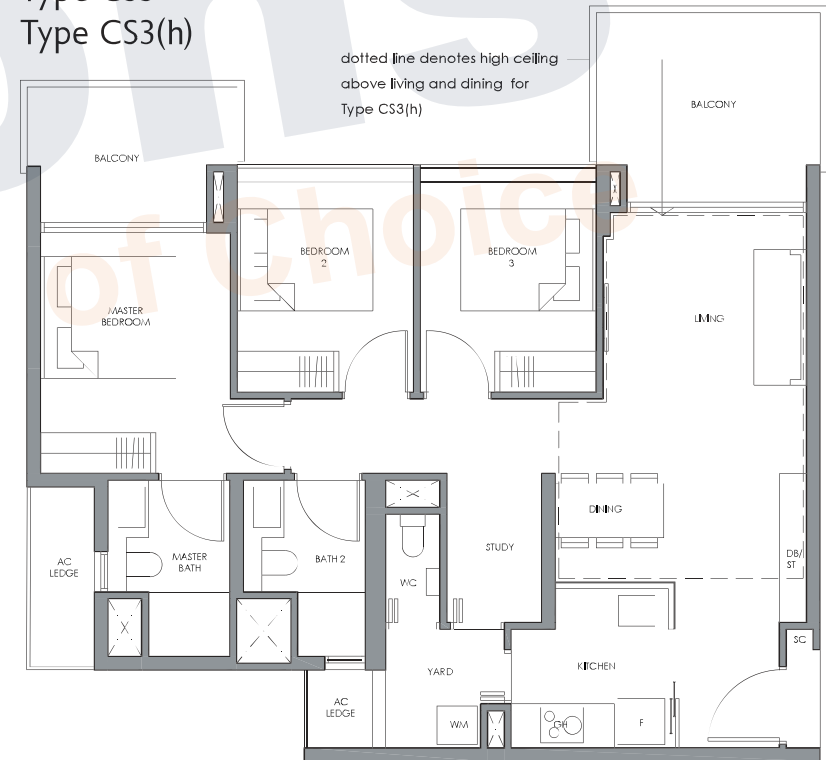 Type CS3(h)
dotted line denotes high ceiling
above living and dining for
Type CS3(h)
BALCONY
BALCONY
BEDROOM
2
BEDROOM
3
MASTER
BEDROOM
LIVING
of Choice
DINING
STUDY
MASTER
BATH
BATH 2
AC
LEDGE
WC
DB/
ST
SC
YARD
KITCHEN
AC
LEDGE
WM
GH
F